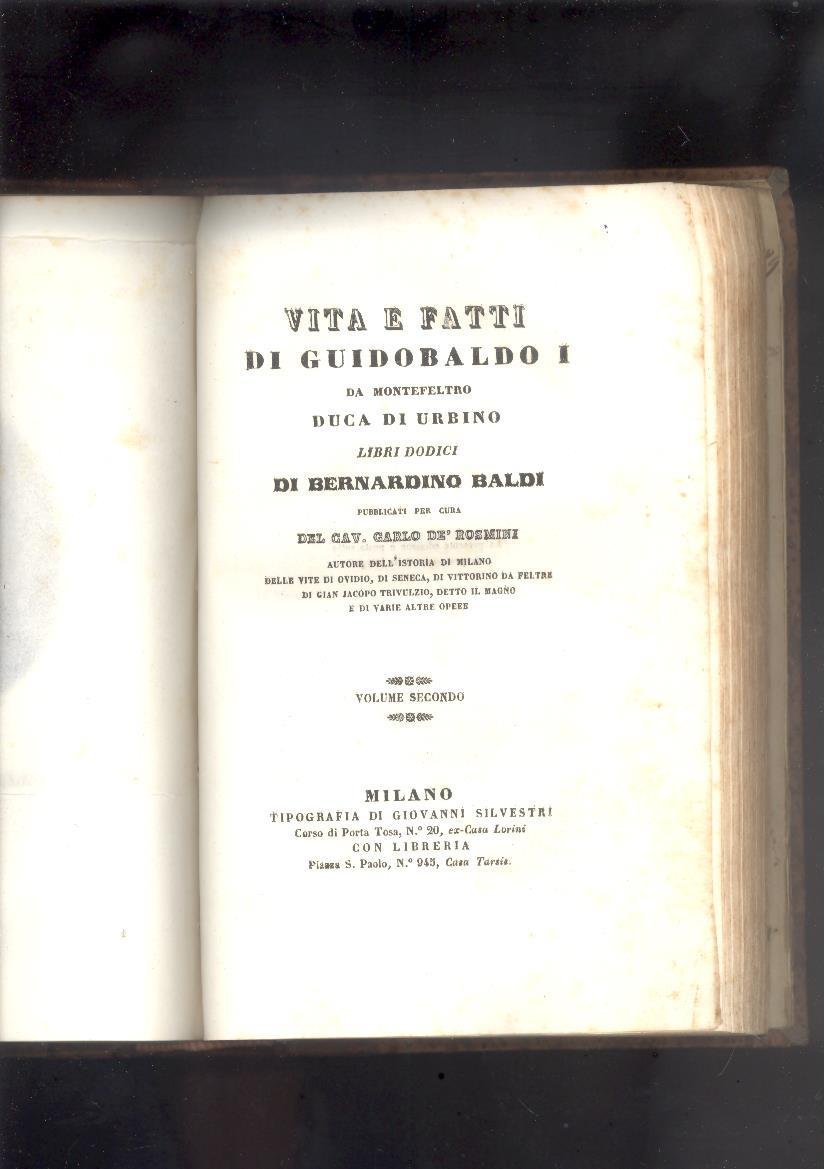 VITA E FATTI
DI GUIDOBALDO I
DA MONTEFELTRO
DUCA DI URBINO
LIBRI DODICI
DI BERNARDINO BALDI
PUBBLICATI PER CURA
DEL CAV. CARLO DE' ROSMINI
AUTORE DELL'ISTORIA DI MILANO
DELLE VITE DI OVIDIO, DI SENECA, DI VITTORINO DA FELTRE
DI GIAN JACOPO TRIVULZIO, DETTO IL MAGNO
E DI VARIE ALTRE OPERE
VOLUME SECONDO
MILANO
TIPOGRAFIA DI GIOVANNI SILVESTRI
Corso di Porta Tosa, N.° 20, ex-Casa Lorini
CON LIBRERIA
Piazza S. Paolo, N.° 945, Casa Tarsis.